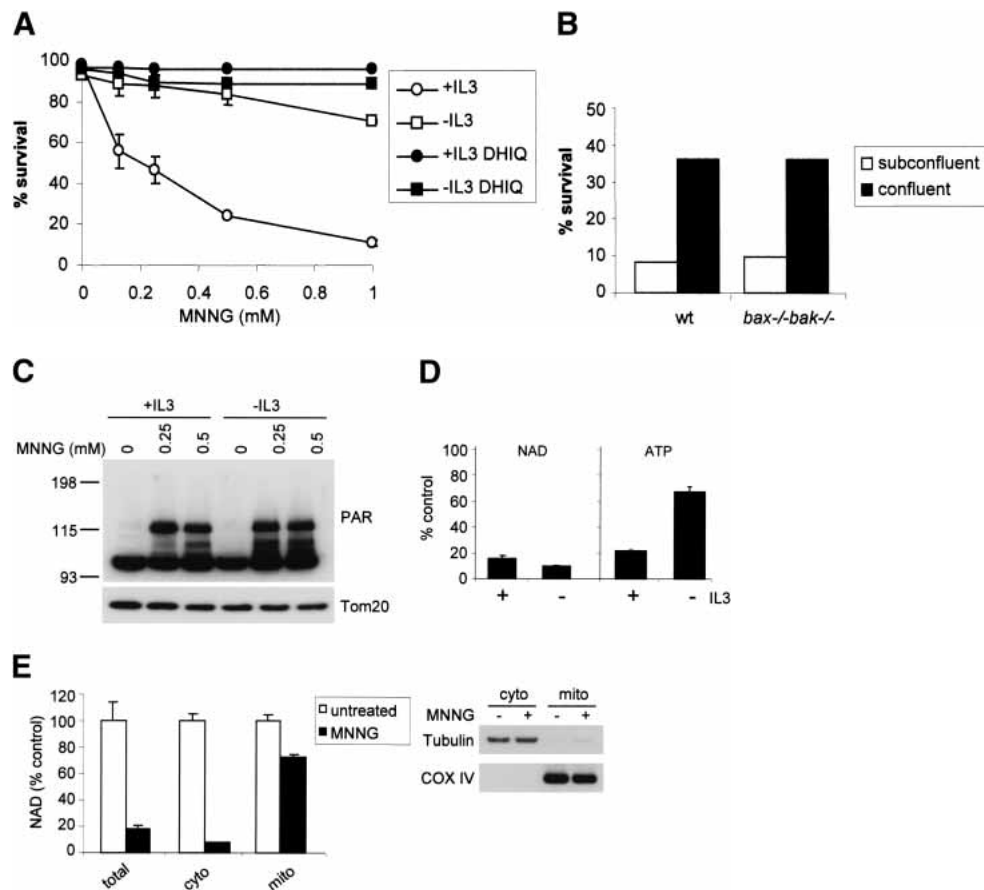 A
% survival
100
80
60
40
20
0
0
0.2
0.4
0.6
0.8
1
MNNG (mM)
+IL3
-IL3
+IL3 DHIQ
-IL3 DHIQ
B
% survival
50
40
30
20
10
0
wt
bax-/-bak-/-
subconfluent
confluent
C
+IL3 -IL3
MNNG (mM) 0 0.25 0.5 0 0.25 0.5
198
115
93
PAR
Tom20
D
% control
100
80
60
40
20
0
NAD ATP
+ - + - IL3
E
NAD (% control)
120
100
80
60
40
20
0
total cyto mito
untreated
MNNG
cyto mito
MNNG
- + - +
Tubulin
COX IV